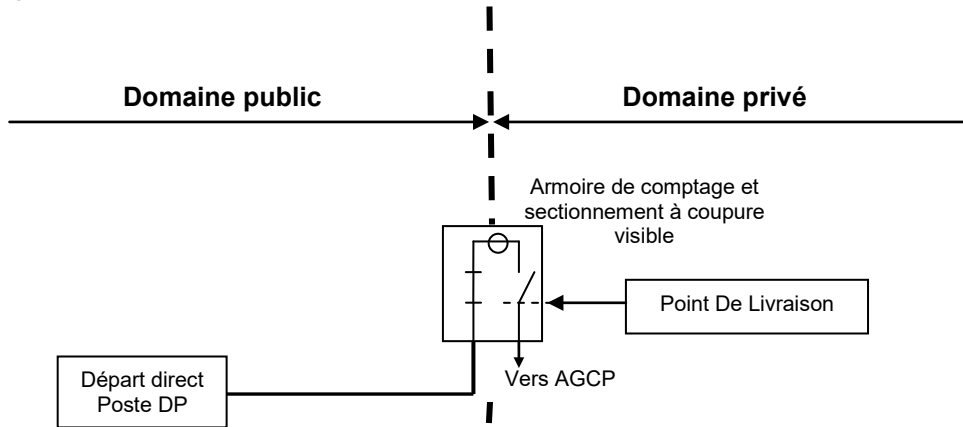 Domaine public
Domaine privé
Armoire de comptage et
sectionnement à coupure
visible
Point De Livraison
Vers AGCP
Départ direct
Poste DP